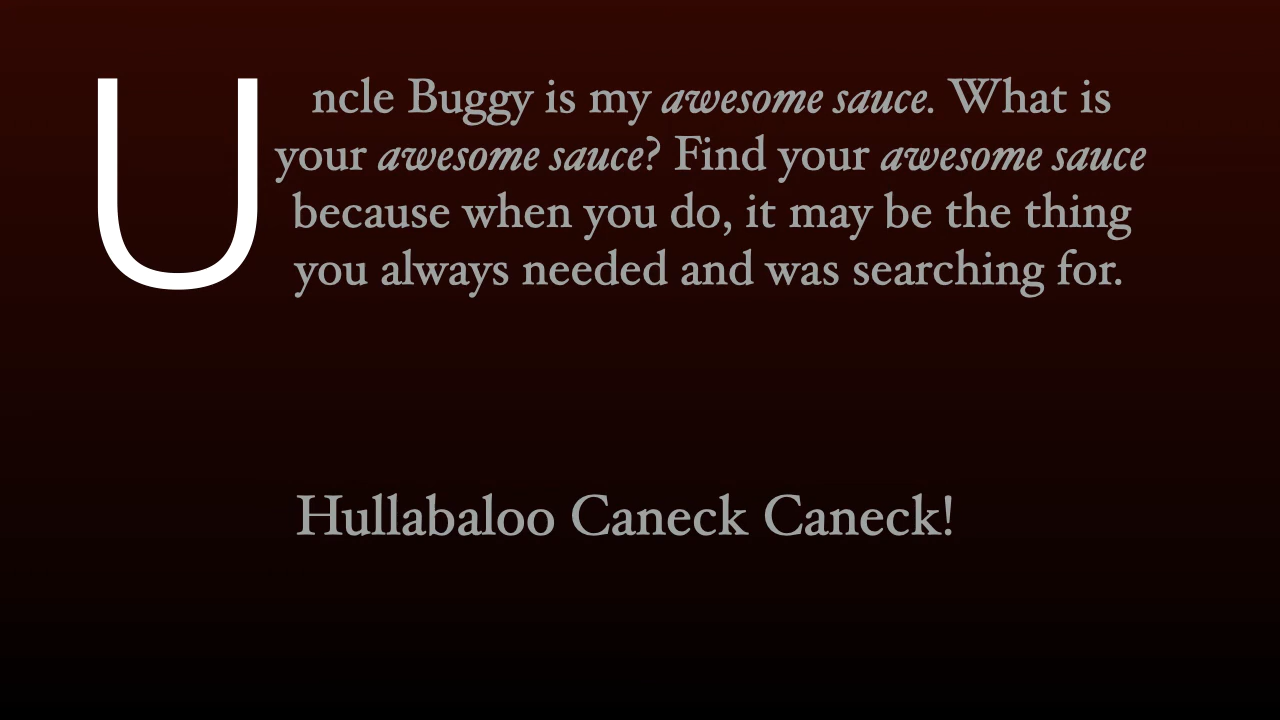 Uncle Buggy is my awesome sauce. What is
your awesome sauce? Find your awesome sauce
because when you do, it may be the thing
you always needed and was searching for.
Hullabaloo Caneck Caneck!